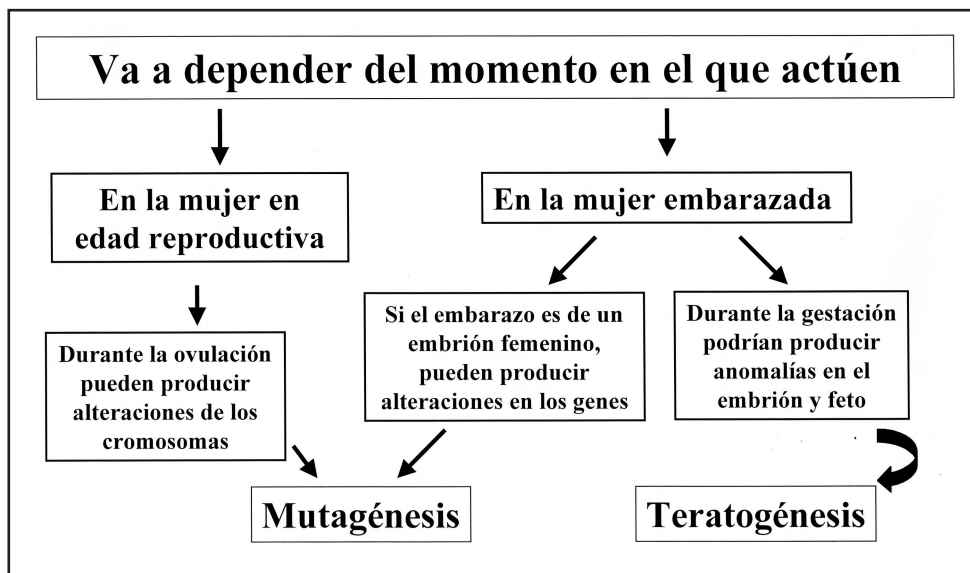 Va a depender del momento en el que actúen
En la mujer en
edad reproductiva
En la mujer embarazada
Durante la ovulación
pueden producir
alteraciones de los
cromosomas
Si el embarazo es de un
embrión femenino,
pueden producir
alteraciones en los genes
Durante la gestación
podrían producir
anomalías en el
embrión y feto
Mutagénesis
Teratogénesis